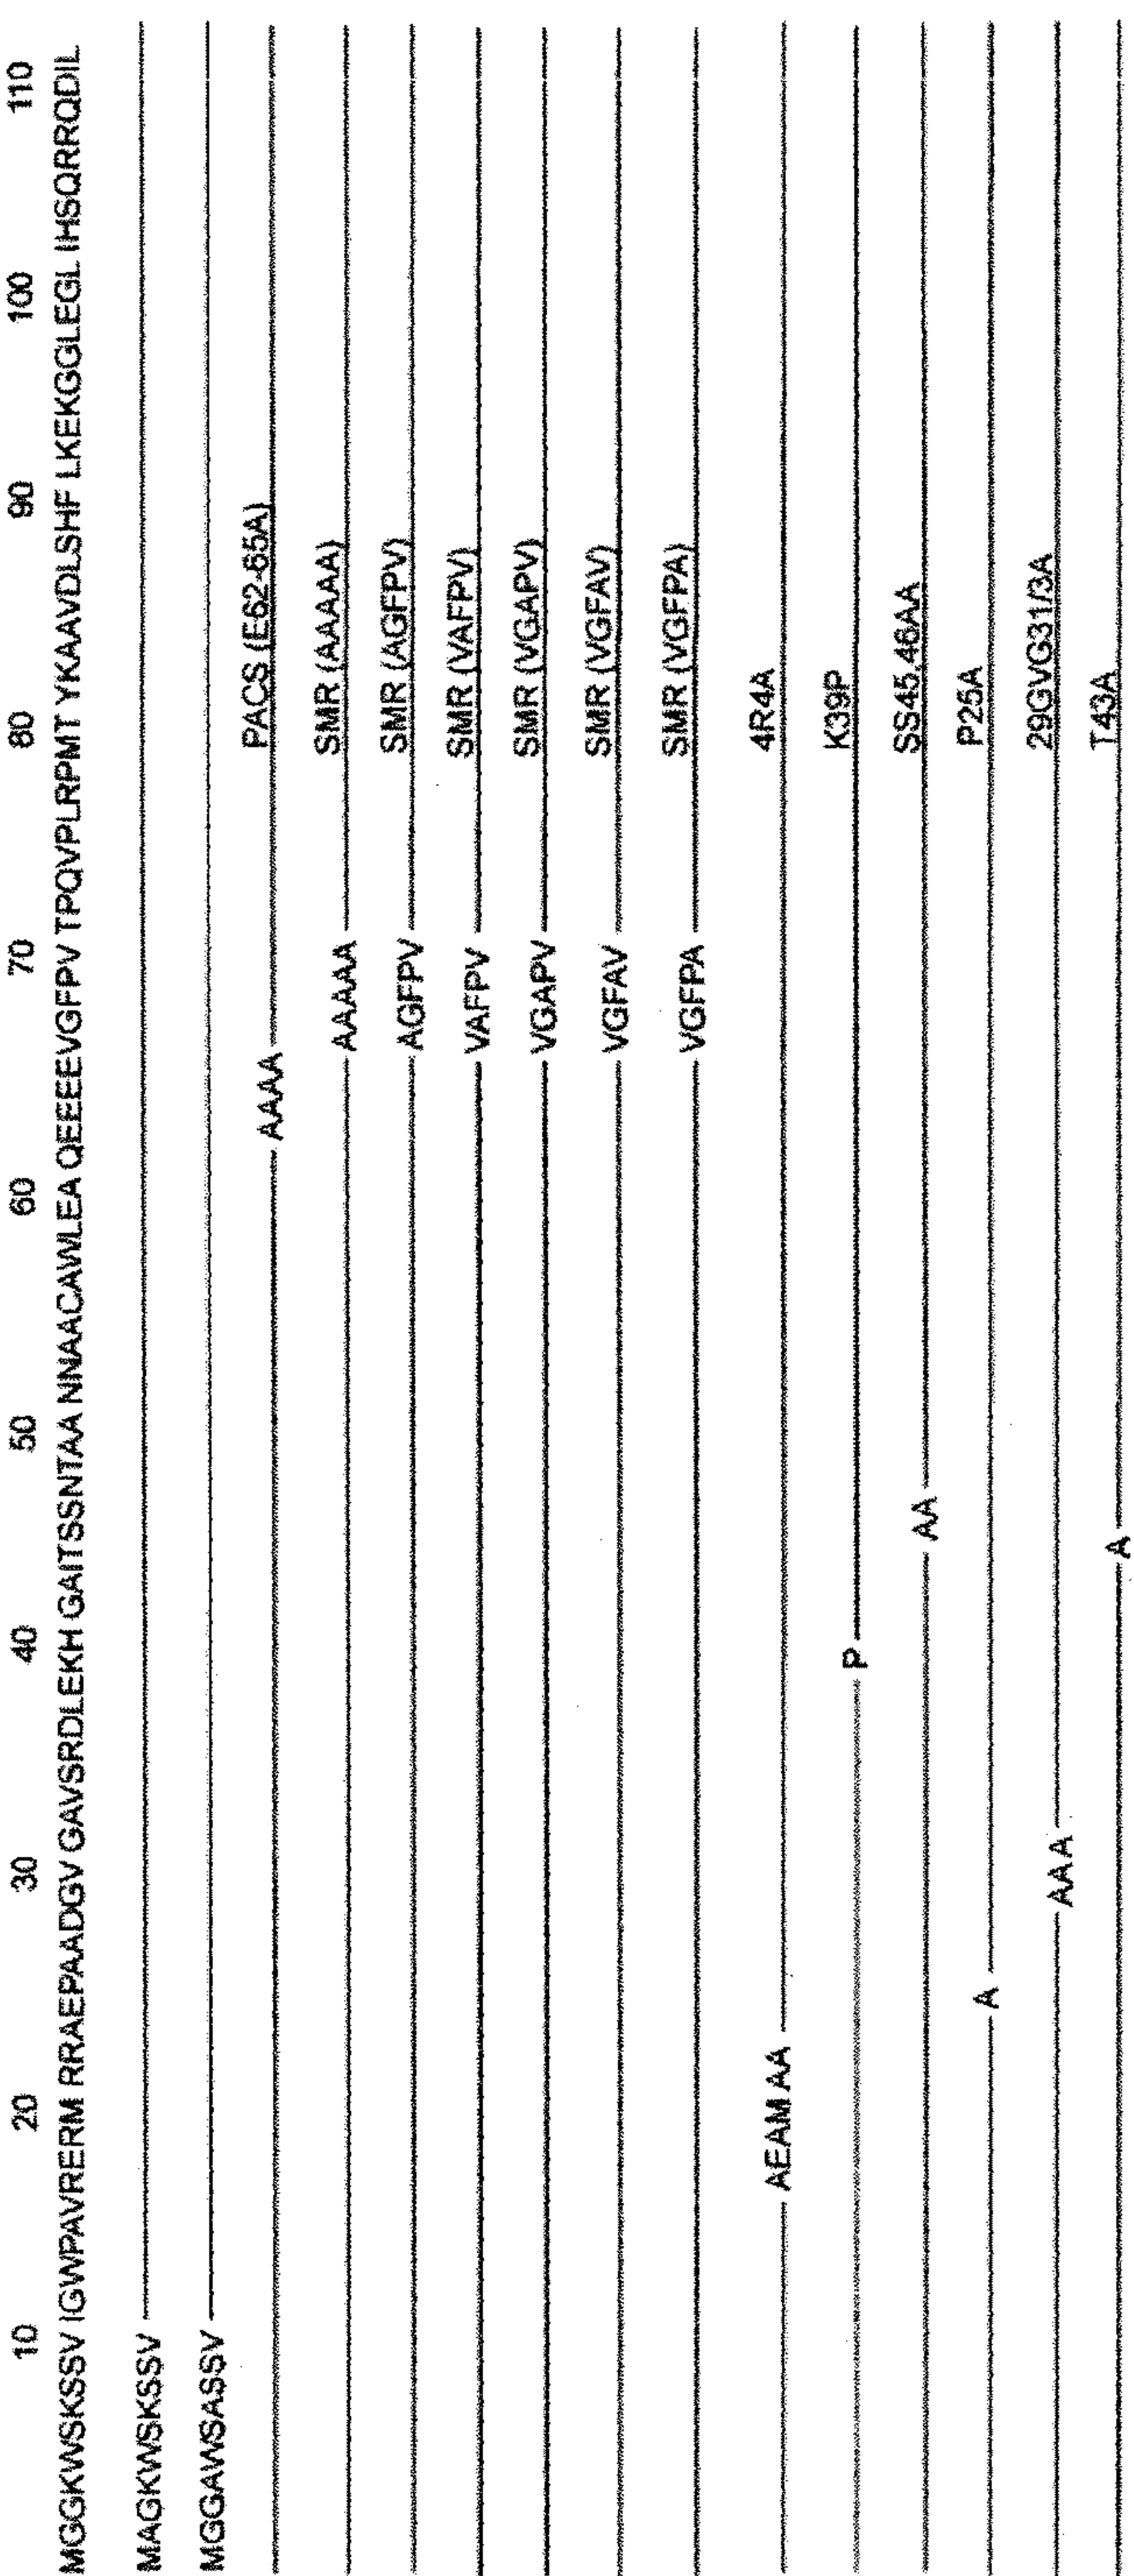 10 20 30 40 50 60 70 80 90 100 110
MGGKWSKSSV IGWPAVRERM RRAEPAADGV GAVSRDLEKH GAITSSNTAA NNAACAWLEA QEEEEVGFPV TPQVPLRPMT YKAAVDLSHF LKEKGGLEGL IHSQRRQDIL
MAGKWSKSSV
MGGAWSASSV
AAAA PACS (E62-65A)
AAAAA SMR (AAAAA)
AGFPV SMR (AGFPV)
VAFPV SMR (VAFPV)
VGAPV SMR (VGAPV)
VGFAV SMR (VGFAV)
VGFPA SMR (VGFPA)
AEAM AA 4R4A
P K39P
AA SS45.46AA
A P25A
AAA 29GVG31/3A
A T43A